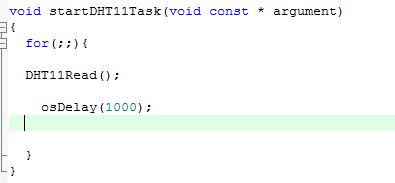 void startDHT11Task(void const * argument)
{
for(;;){
DHT11Read();
osDelay(1000);
}
}